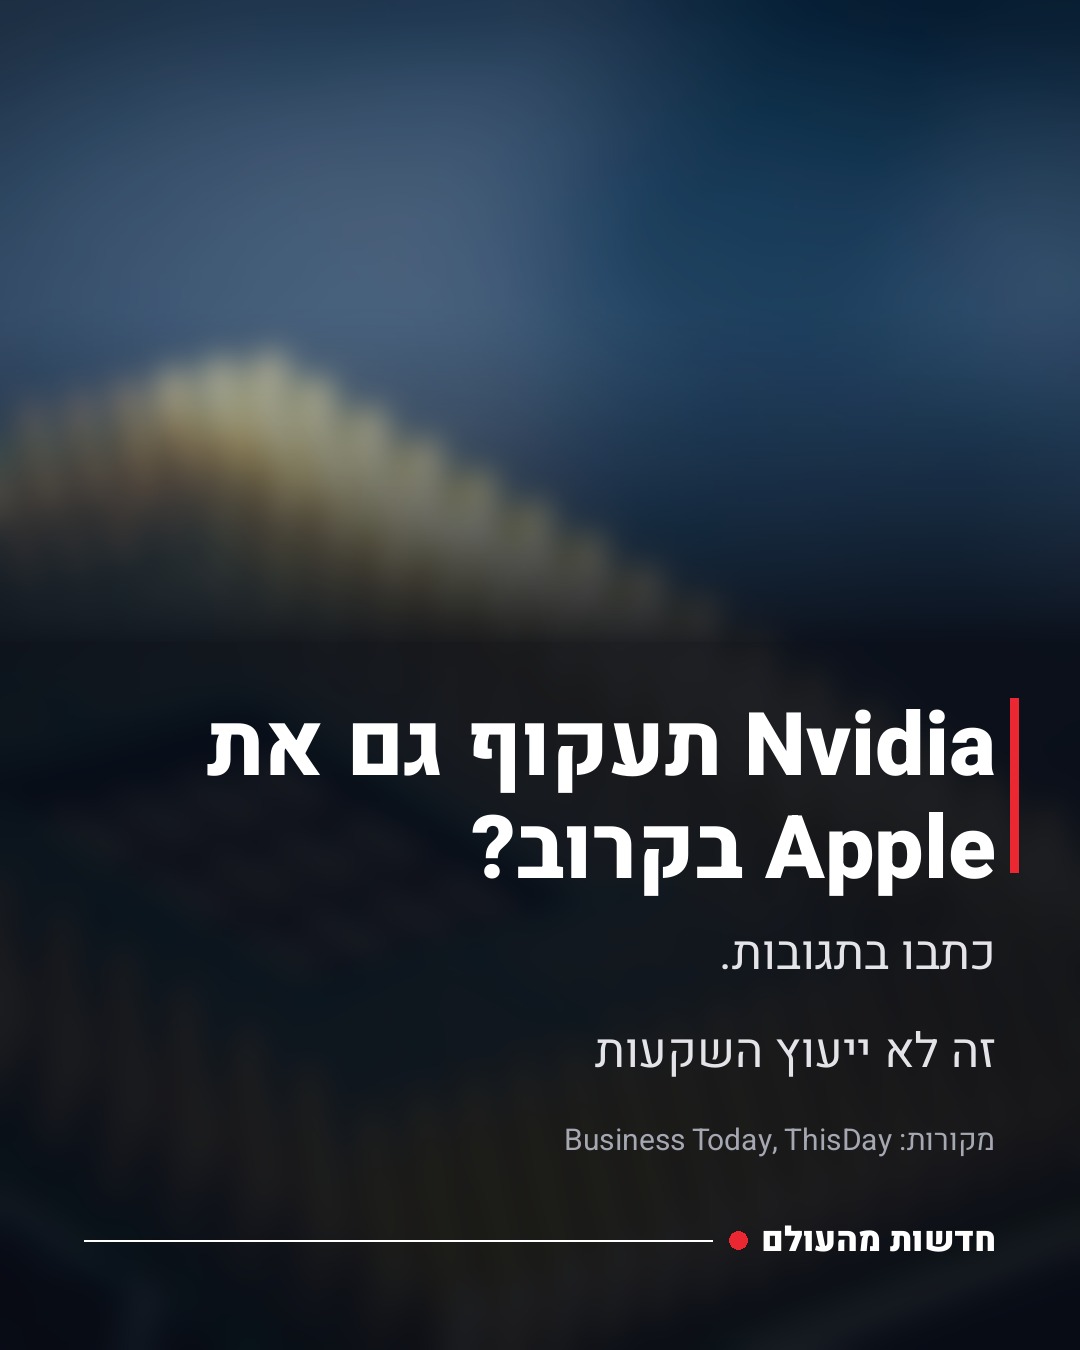 Nvidia תעקוף גם את
Apple בקרוב?
כתבו בתגובות.
זה לא ייעוץ השקעות
מקורות: Business Today, ThisDay
חדשות מהעולם